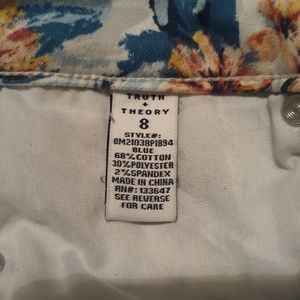 TRUTH
+
THEORY
8
STYLE#:
0M21038P1894
BLUE
68%COTTON
30%POLYESTER
2%SPANDEX
MADE IN CHINA
RN#: 133647
SEE REVERSE
FOR CARE